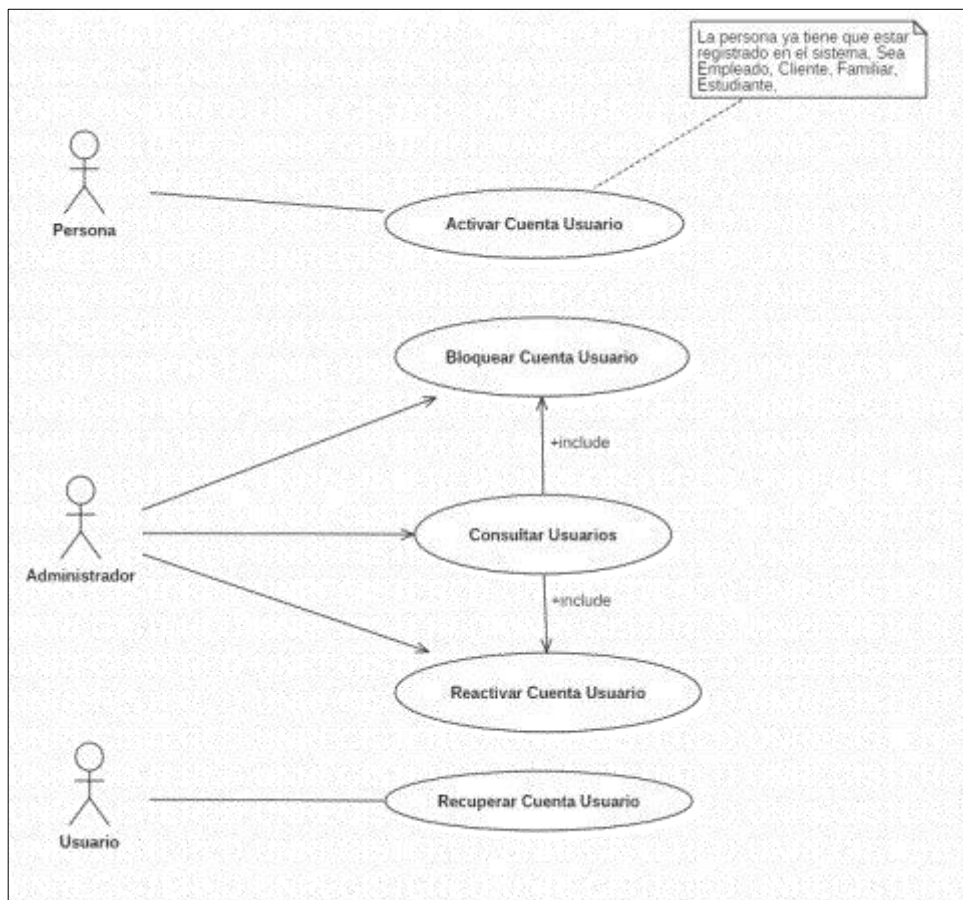 La persona ya tiene que estar
registrado en el sistema, Sea
Empleado, Cliente, Familiar,
Estudiante,
Persona
Activar Cuenta Usuario
Bloquear Cuenta Usuario
+include
Consultar Usuarios
Administrador
+include
Reactivar Cuenta Usuario
Recuperar Cuenta Usuario
Usuario